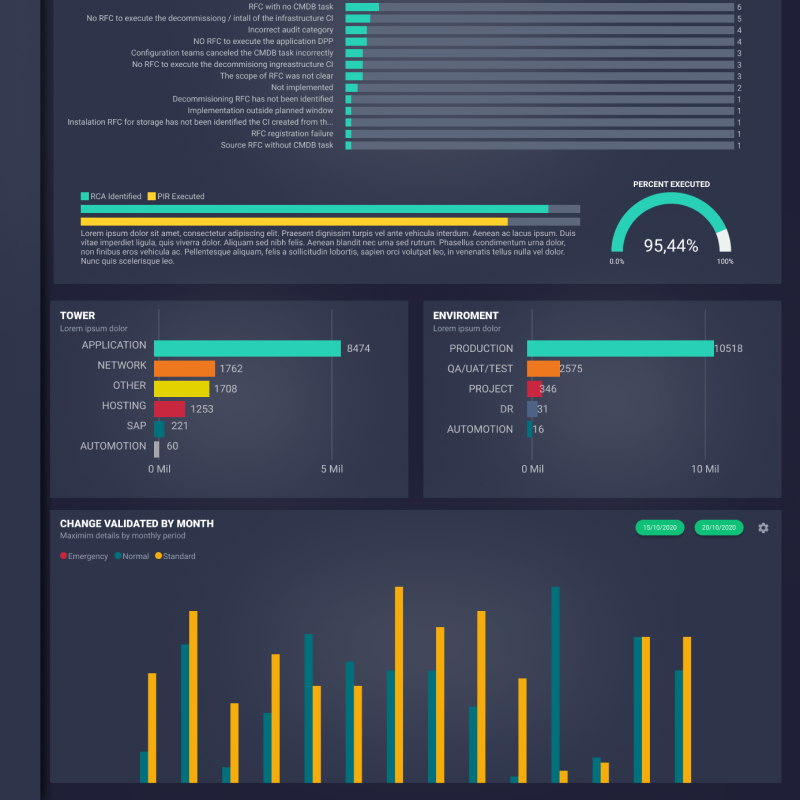 RFC with no CMDB task 6
No RFC to execute the decommissiong / intall of the infrastructure CI 5
Incorrect audit category 4
NO RFC to execute the application DPP 4
Configuration teams canceled the CMDB task incorrectly 3
No RFC to execute the decommisiong ingreastructure CI 3
The scope of RFC was not clear 3
Not implemented 2
Decommisioning RFC has not been identified 1
Implementation outside planned window 1
Instalation RFC for storage has not been identified the CI created from th... 1
RFC registration failure 1
Source RFC without CMDB task 1
RCA Identified PIR Executed
Lorem ipsum dolor sit amet, consectetur adipiscing elit. Praesent dignissim turpis vel ante vehicula interdum. Aenean ac lacus ipsum. Duis
vitae imperdiet ligula, quis viverra dolor. Aliquam sed nibh felis. Aenean blandit nec urna sed rutrum. Phasellus condimentum urna dolor,
non finibus eros vehicula ac. Pellentesque aliquam, felis a sollicitudin lobortis, sapien orci volutpat leo, in venenatis tellus nulla vel dolor.
Nunc quis scelerisque leo.
PERCENT EXECUTED
95,44%
0.0% 100%
TOWER
Lorem ipsum dolor
APPLICATION 8474
NETWORK 1762
OTHER 1708
HOSTING 1253
SAP 221
AUTOMOTION 60
0 Mil 5 Mil
ENVIROMENT
Lorem ipsum dolor
PRODUCTION 10518
QA/UAT/TEST 2575
PROJECT 346
DR 31
AUTOMOTION 16
0 Mil 10 Mil
CHANGE VALIDATED BY MONTH
Maximim details by monthly period
15/10/2020 20/10/2020
Emergency Normal Standard